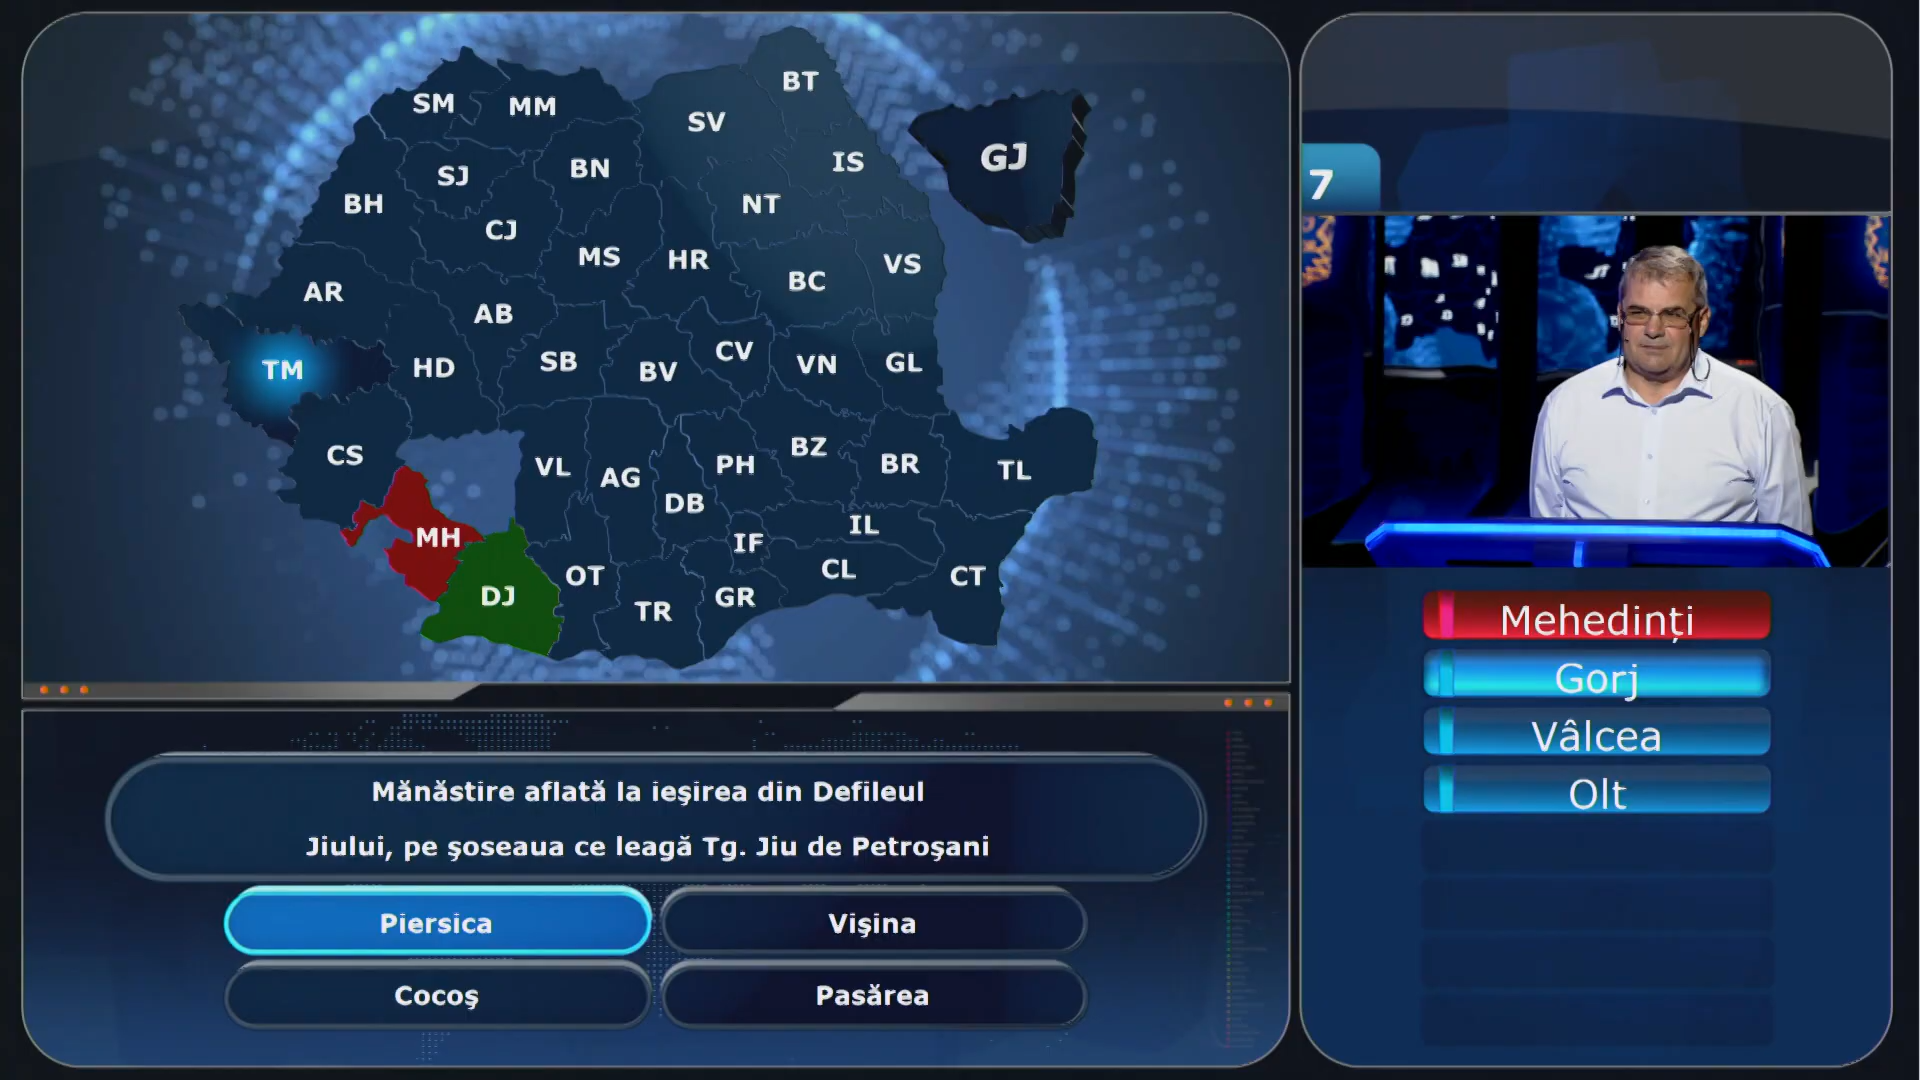 BT
SM
MM
SV
GJ
IS
BN
SJ
BH
NT
CJ
MS
HR
VS
BC
AR
AB
CV
SB
VN
GL
TM
HD
BV
BZ
CS
VL
PH
BR
TL
AG
DB
IL
MH
IF
CL
CT
OT
DJ
GR
TR
7
Mehedinți
Gorj
Vâlcea
Olt
Mănăstire aflată la ieşirea din Defileul
Jiului, pe şoseaua ce leagă Tg. Jiu de Petroşani
Piersica
Vişina
Cocoş
Pasărea